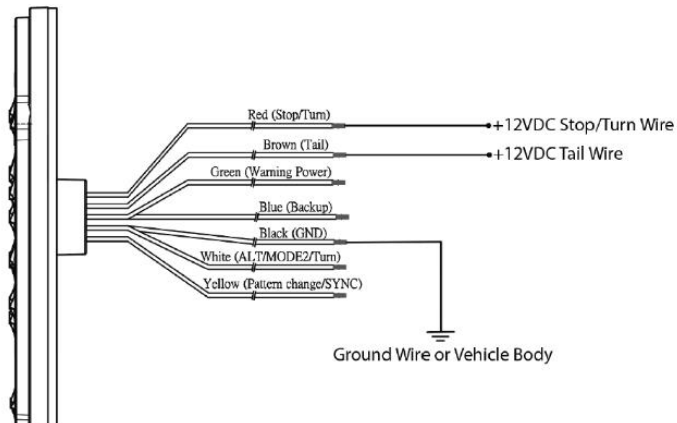 Red (Stop/Turn)
+12VDC Stop/Turn Wire
Brown (Tail)
+12VDC Tail Wire
Green (Warning Power)
Blue (Backup)
Black (GND)
White (ALT/MODE2/Turn)
Yellow (Pattern change/SYNC)
Ground Wire or Vehicle Body